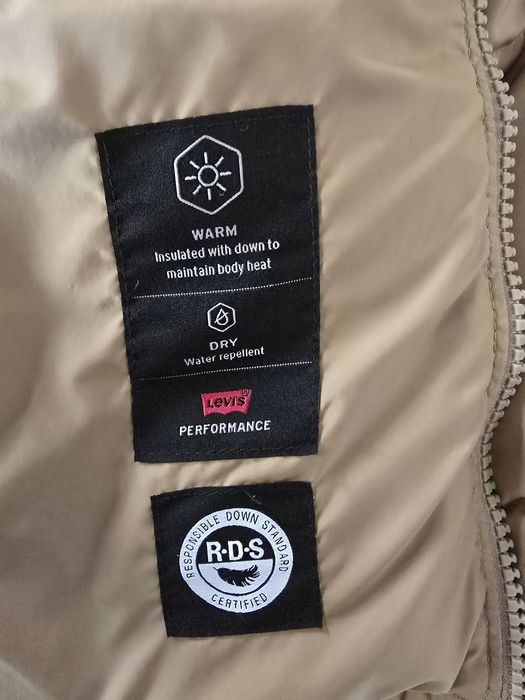 WARM
Insulated with down to
maintain body heat
DRY
Water repellent
Levi's®
PERFORMANCE
RESPONSIBLE DOWN STANDARD
R·D·S
CERTIFIED